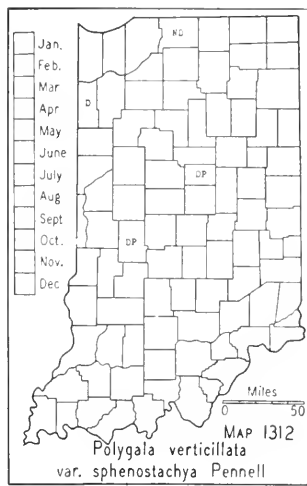 Jan.
Feb.
Mar
Apr
May
June
July
Aug
Sept
Oct.
Nov.
Dec
ND
D
DP
DP
Miles
0 50
MAP 1312
Polygala verticillata
var. sphenostachya Pennell